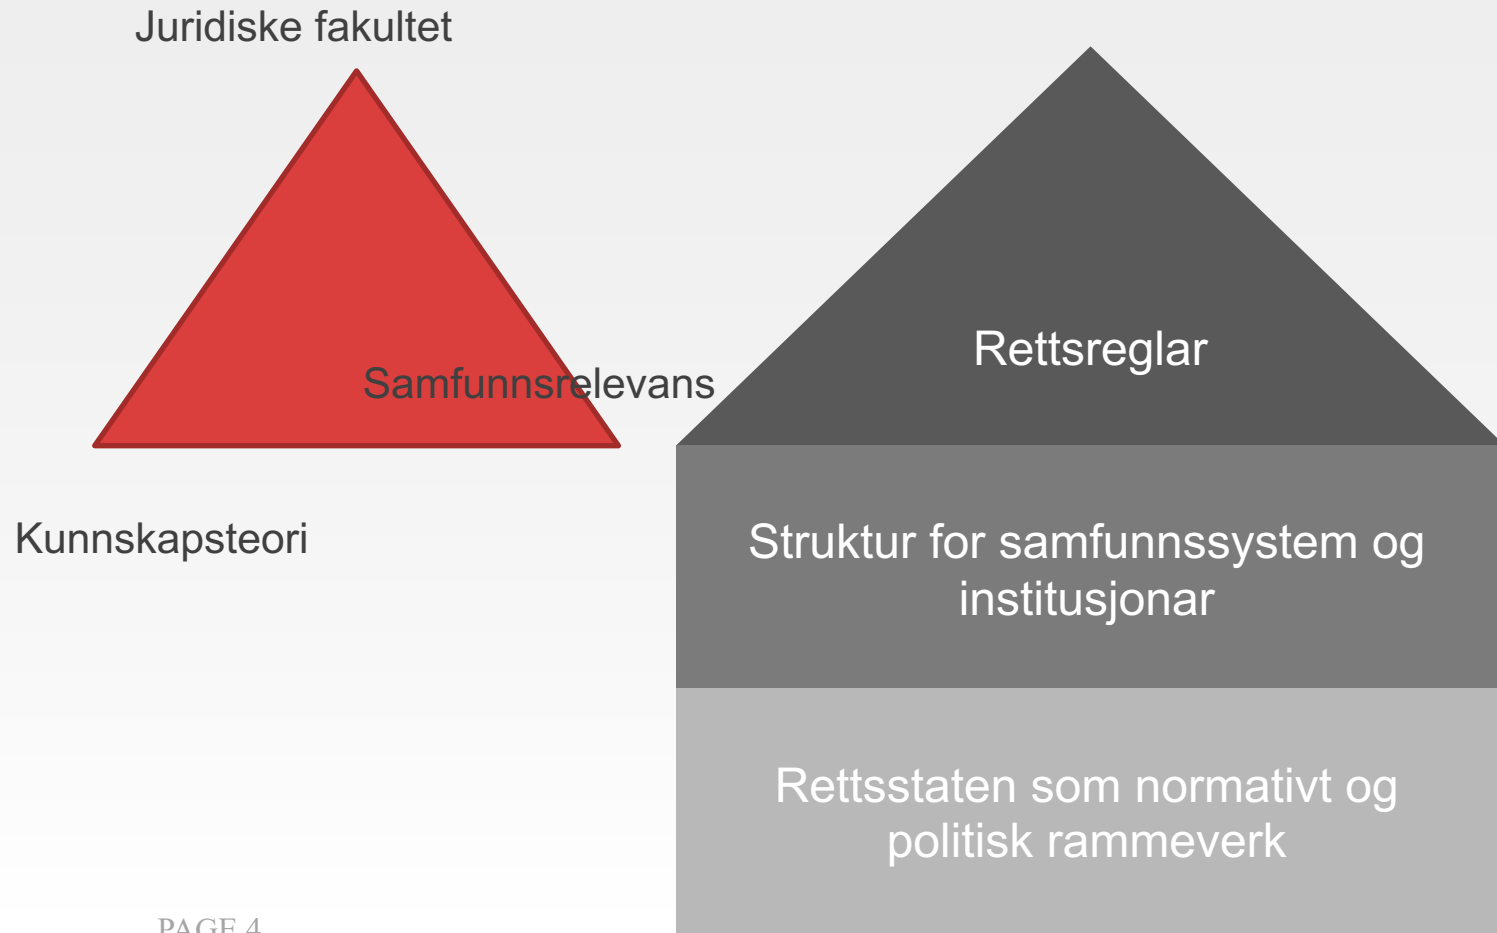 Juridiske fakultet
Samfunnsrelevans
Kunnskapsteori
Rettsreglar
Struktur for samfunnssystem og
institusjonar
Rettsstaten som normativt og
politisk rammeverk
PAGE 4